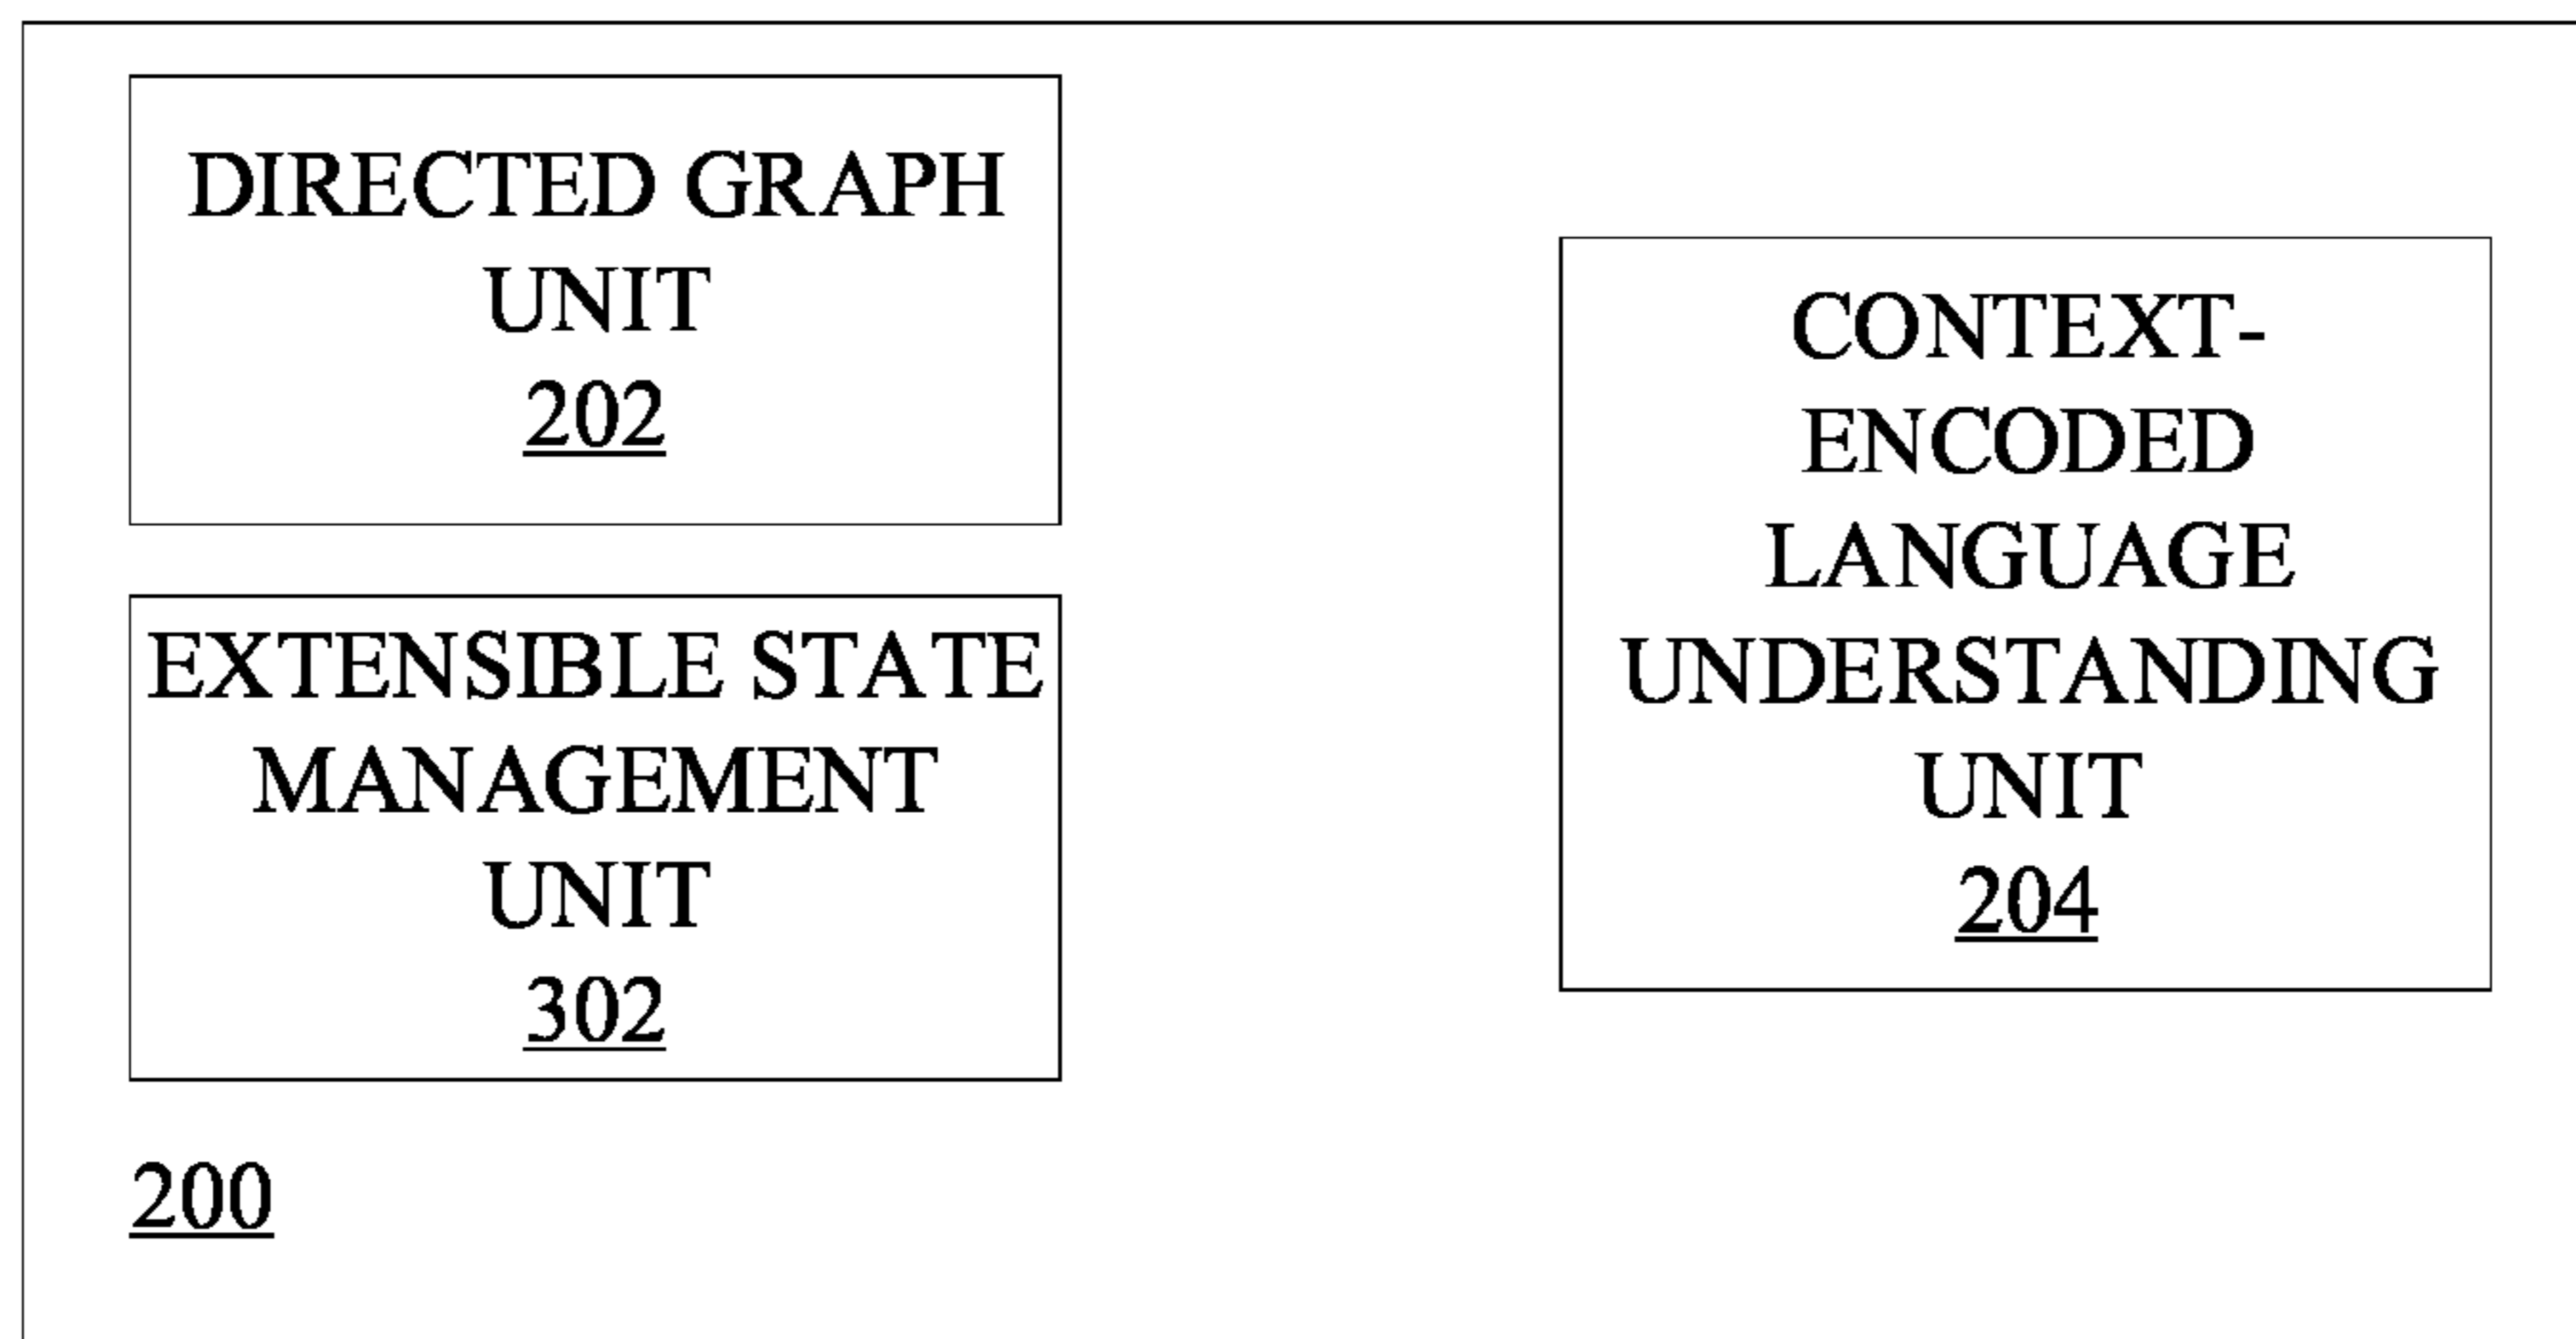 DIRECTED GRAPH
UNIT
202
EXTENSIBLE STATE
MANAGEMENT
UNIT
302
CONTEXT-
ENCODED
LANGUAGE
UNDERSTANDING
UNIT
204
200